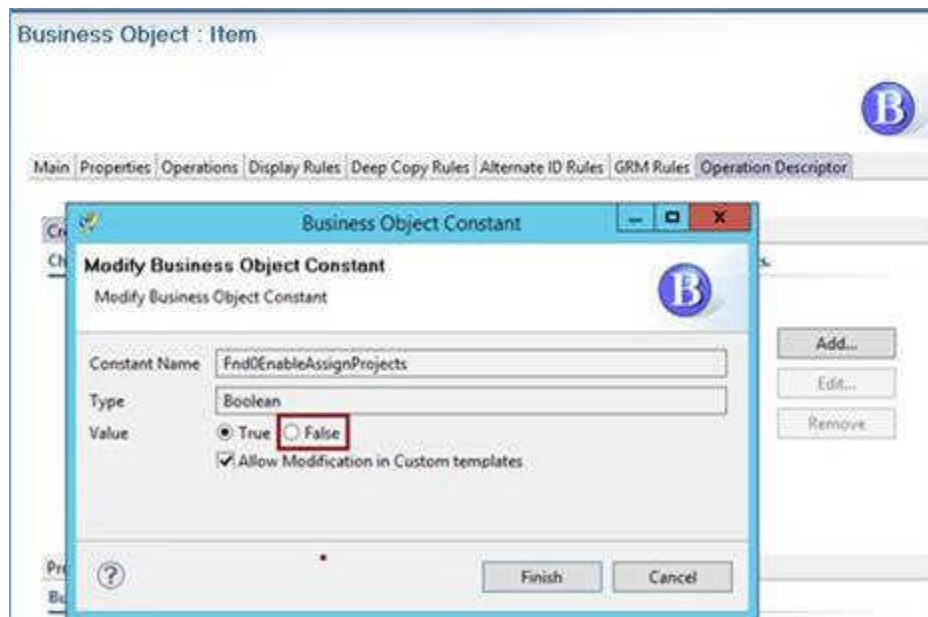 Business Object : Item
B
Main Properties Operations Display Rules Deep Copy Rules Alternate ID Rules GRM Rules Operation Descriptor
Business Object Constant
Modify Business Object Constant
Modify Business Object Constant
B
Constant Name Fnd0EnableAssignProjects
Type Boolean
Value True False
Allow Modification in Custom templates
Add...
Edit...
Remove
? Finish Cancel